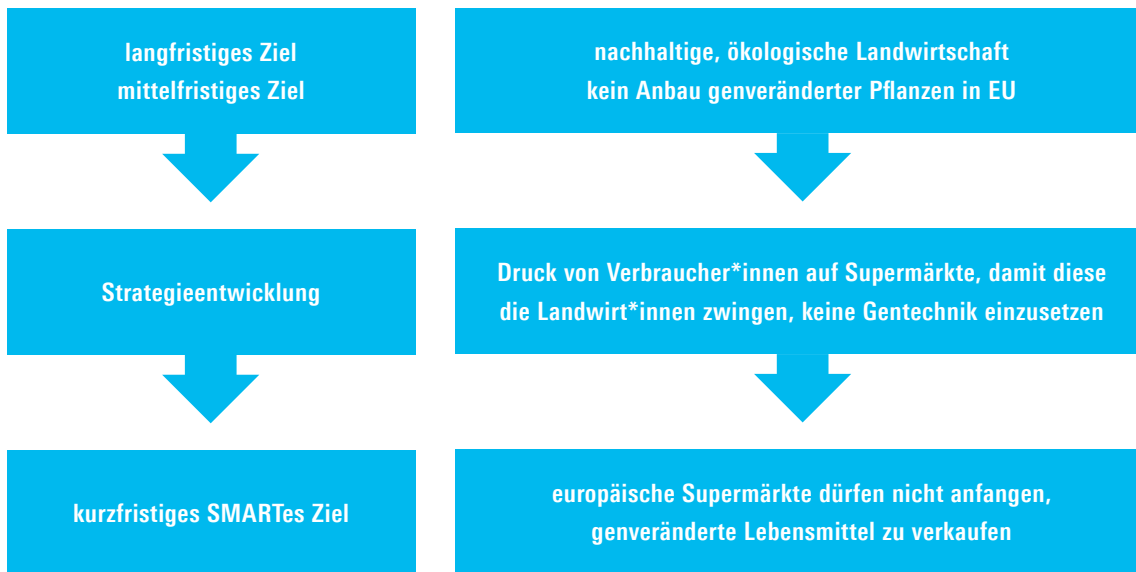 langfristiges Ziel
mittelfristiges Ziel
nachhaltige, ökologische Landwirtschaft
kein Anbau genveränderter Pflanzen in EU
Strategieentwicklung
Druck von Verbraucher*innen auf Supermärkte, damit diese
die Landwirt*innen zwingen, keine Gentechnik einzusetzen
kurzfristiges SMARTes Ziel
europäische Supermärkte dürfen nicht anfangen,
genveränderte Lebensmittel zu verkaufen